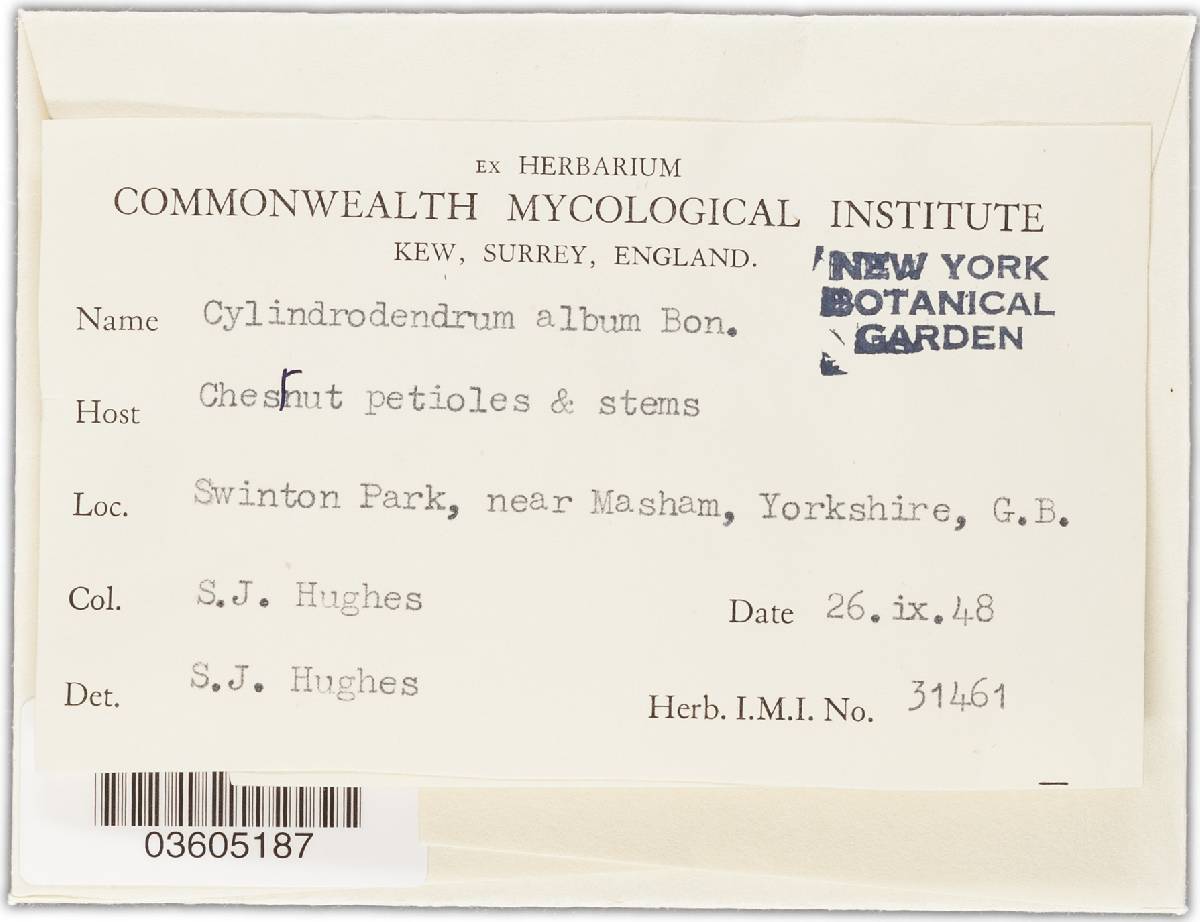 EX HERBARIUM
COMMONWEALTH MYCOLOGICAL INSTITUTE
KEW, SURREY, ENGLAND.
NEW YORK
BOTANICAL
GARDEN
Name Cylindrodendrum album Bon.
Host Chesnut petioles & stems
Loc. Swinton Park, near Masham, Yorkshire, G.B.
Col. S.J. Hughes Date 26.ix.48
Det. S.J. Hughes Herb. I.M.I. No. 31461
03605187